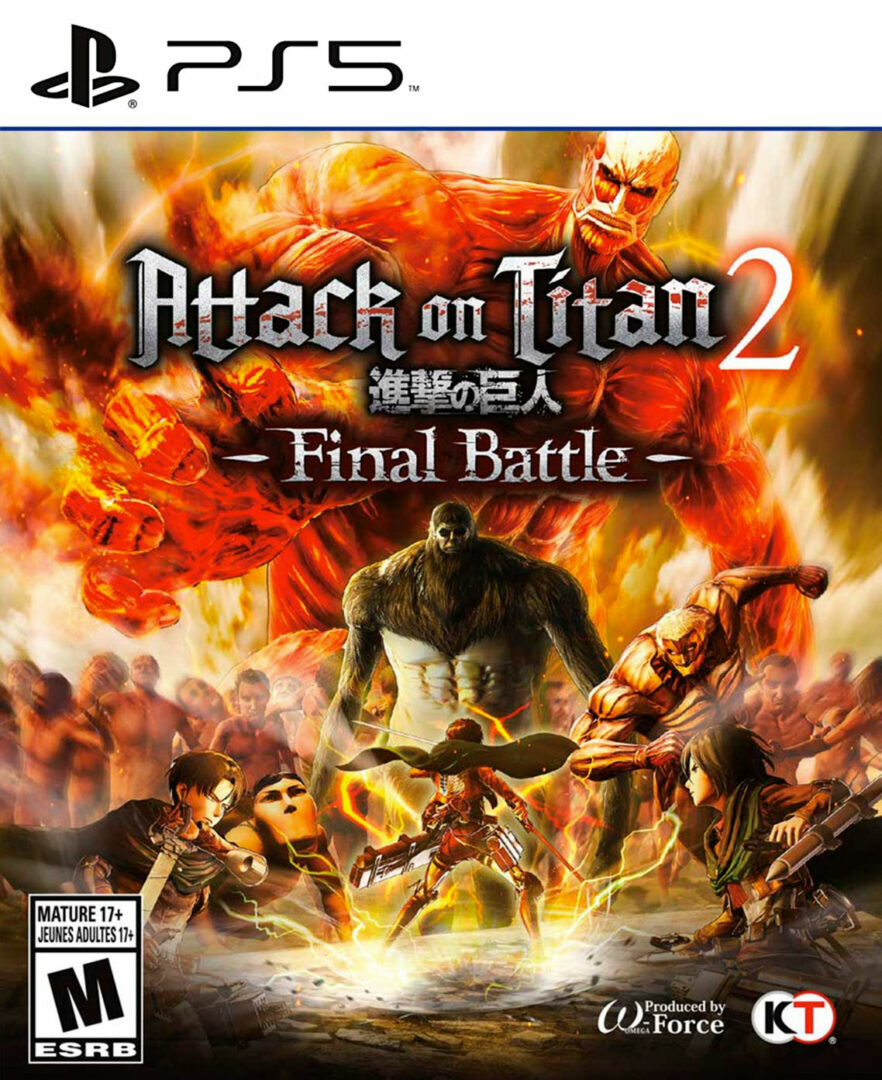 PS5™
Attack on Titan 2
進撃の巨人
- Final Battle -
MATURE 17+
JEUNES ADULTES 17+
M
ESRB
®
ω-Force
OMEGA
Produced by
KT®